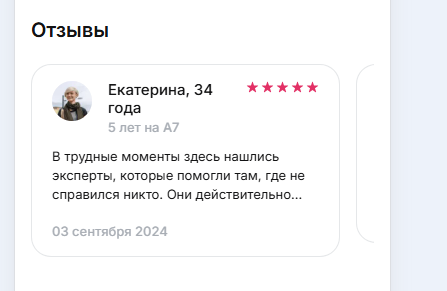 Отзывы
Екатерина, 34
года
5 лет на А7
В трудные моменты здесь нашлись
эксперты, которые помогли там, где не
справился никто. Они действительно...
03 сентября 2024